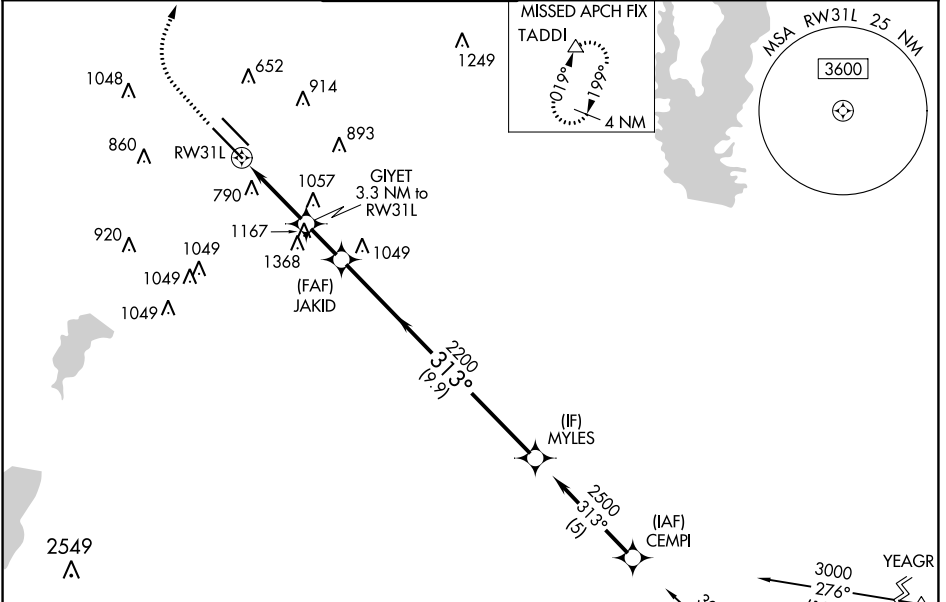 MISSED APCH FIX
TADDI
019°
199°
4 NM
MSA RW31L 25 NM
3600
1249
652
1048
914
893
860
RW31L
GIYET
3.3 NM to
RW31L
790
1057
1167
920
1368
1049
1049
1049
1049
(FAF)
JAKID
2200
313°
(9.9)
(IF)
MYLES
2500
313°
(5)
(IAF)
CEMPI
2549
YEAGR
3000
276°